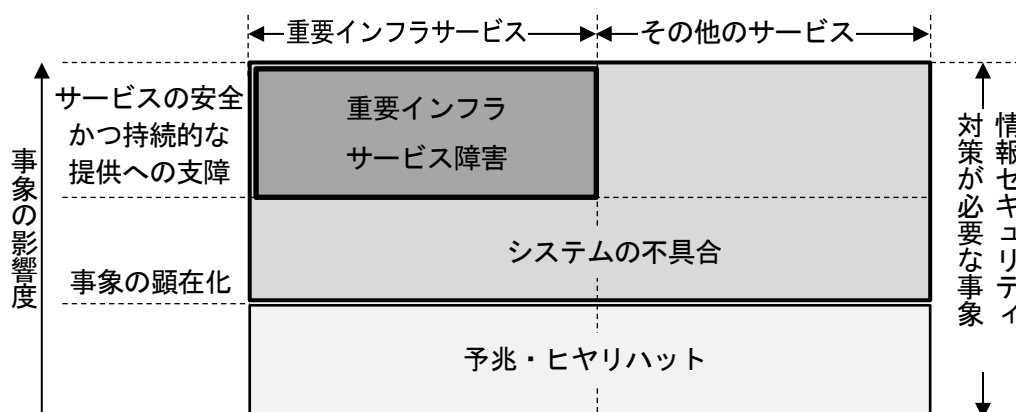 重要インフラサービス
その他のサービス
サービスの安全
かつ持続的な
提供への支障
重要インフラ
サービス障害
事象の影響度
システムの不具合
事象の顕在化
予兆・ヒヤリハット
情報セキュリティ
対策が必要な事象